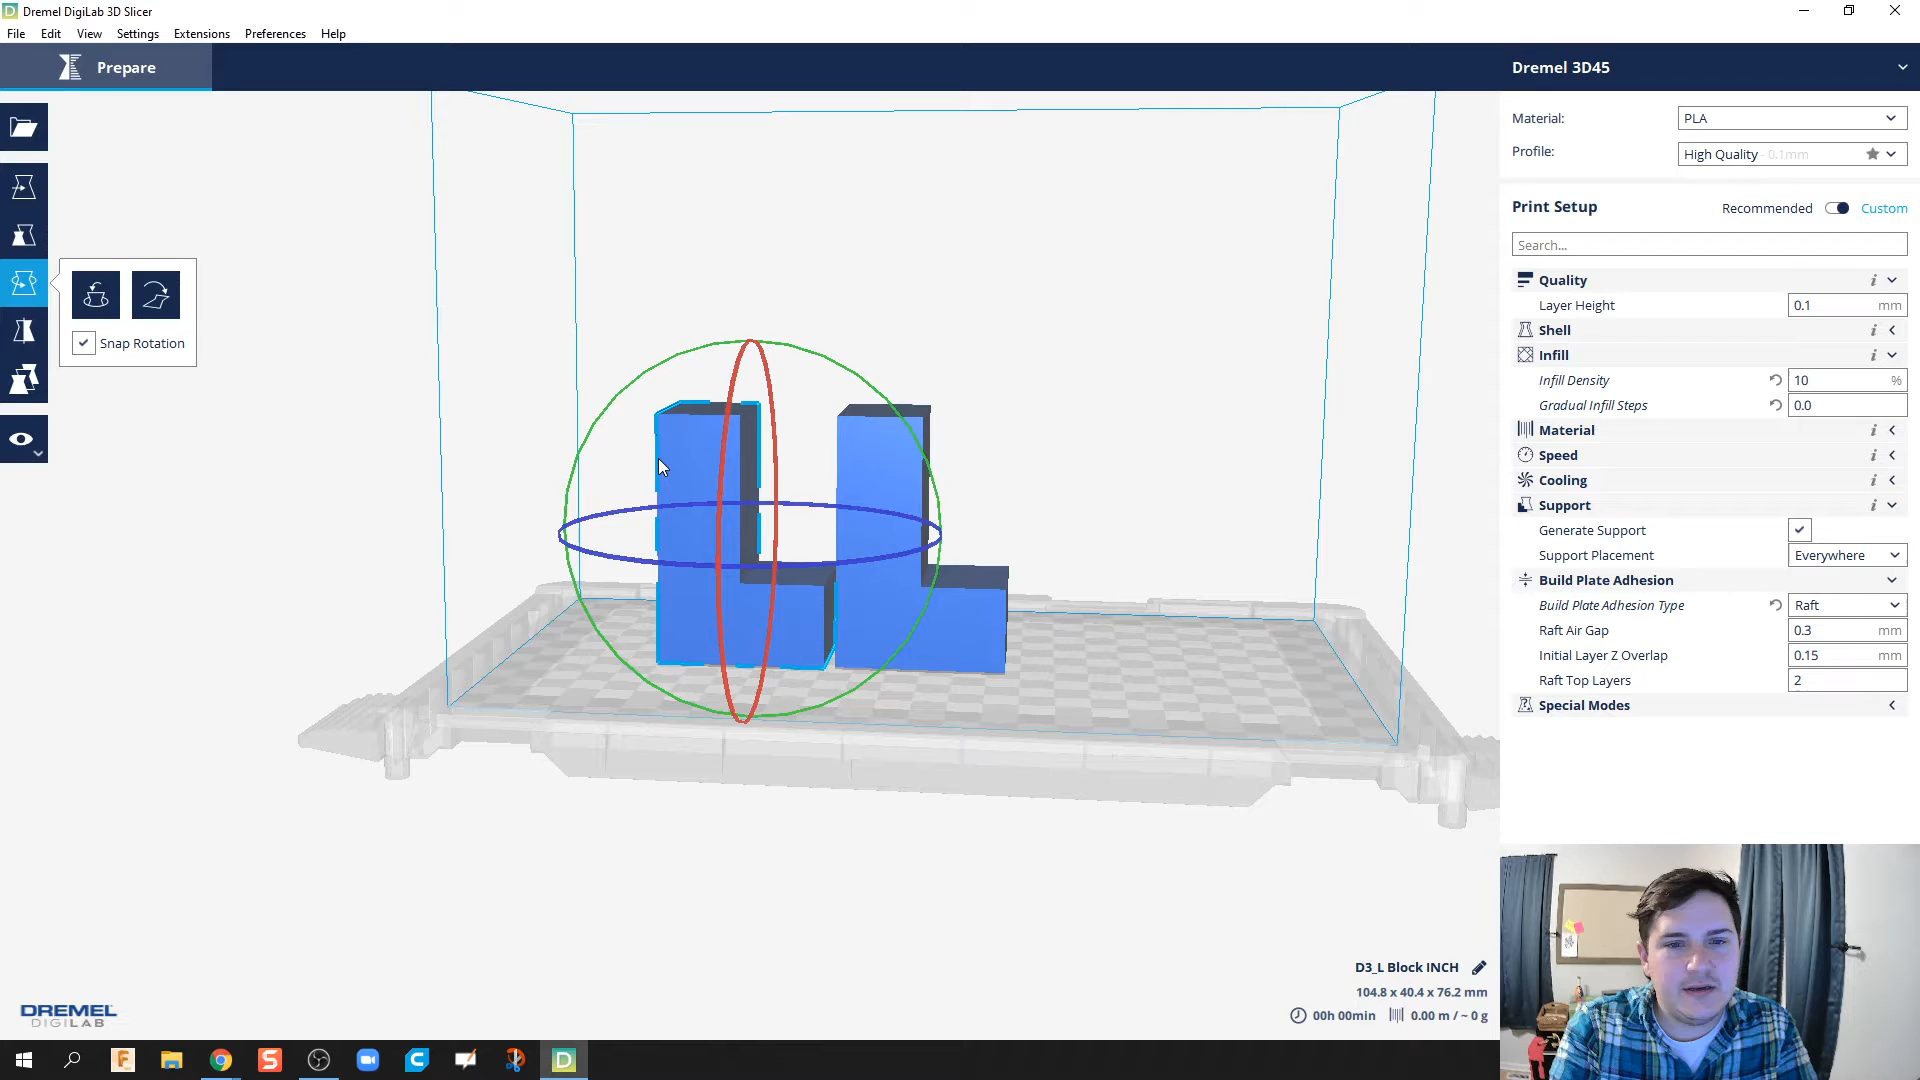 Dremel DigiLab 3D Slicer
File Edit View Settings Extensions Preferences Help
Prepare
Dremel 3D45
Material: PLA
Profile: High Quality - 0.1mm
Print Setup Recommended Custom
Search...
Quality i
Layer Height 0.1 mm
Shell i
Snap Rotation
Infill i
Infill Density 10 %
Gradual Infill Steps 0.0
Material i
Speed i
Cooling i
Support i
Generate Support
Support Placement Everywhere
Build Plate Adhesion
Build Plate Adhesion Type Raft
Raft Air Gap 0.3 mm
Initial Layer Z Overlap 0.15 mm
Raft Top Layers 2
Special Modes
D3_L Block INCH
104.8 x 40.4 x 76.2 mm
00h 00min 0.00 m / ~ 0 g
DREMEL
DIGILAB